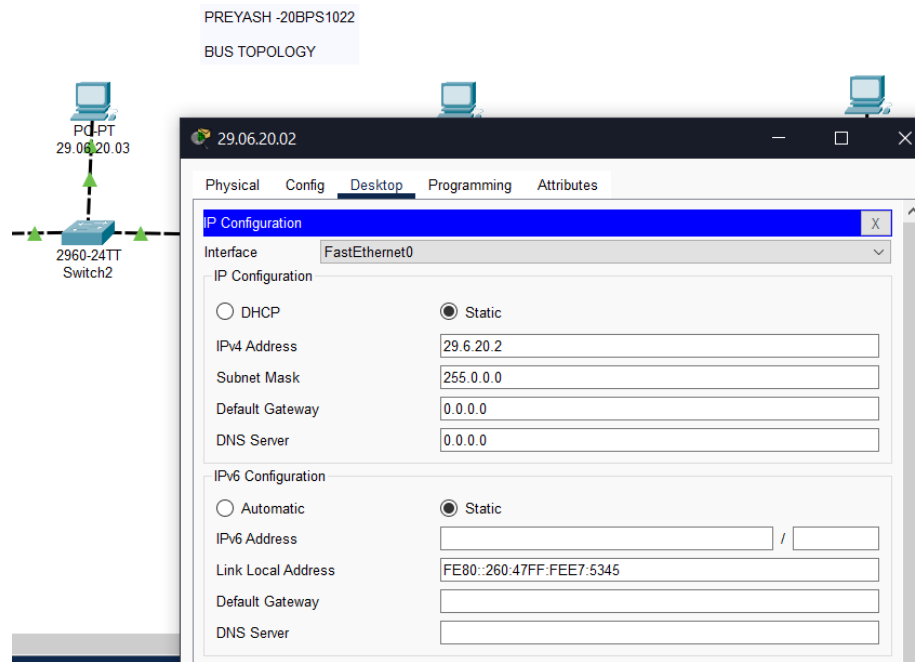 PREYASH -20BPS1022
BUS TOPOLOGY
PC-PT
29.06.20.03
2960-24TT
Switch2
29.06.20.02
X
Physical Config Desktop Programming Attributes
IP Configuration
X
Interface FastEthernet0
IP Configuration
DHCP Static
IPv4 Address 29.6.20.2
Subnet Mask 255.0.0.0
Default Gateway 0.0.0.0
DNS Server 0.0.0.0
IPv6 Configuration
Automatic Static
IPv6 Address /
Link Local Address FE80::260:47FF:FEE7:5345
Default Gateway
DNS Server